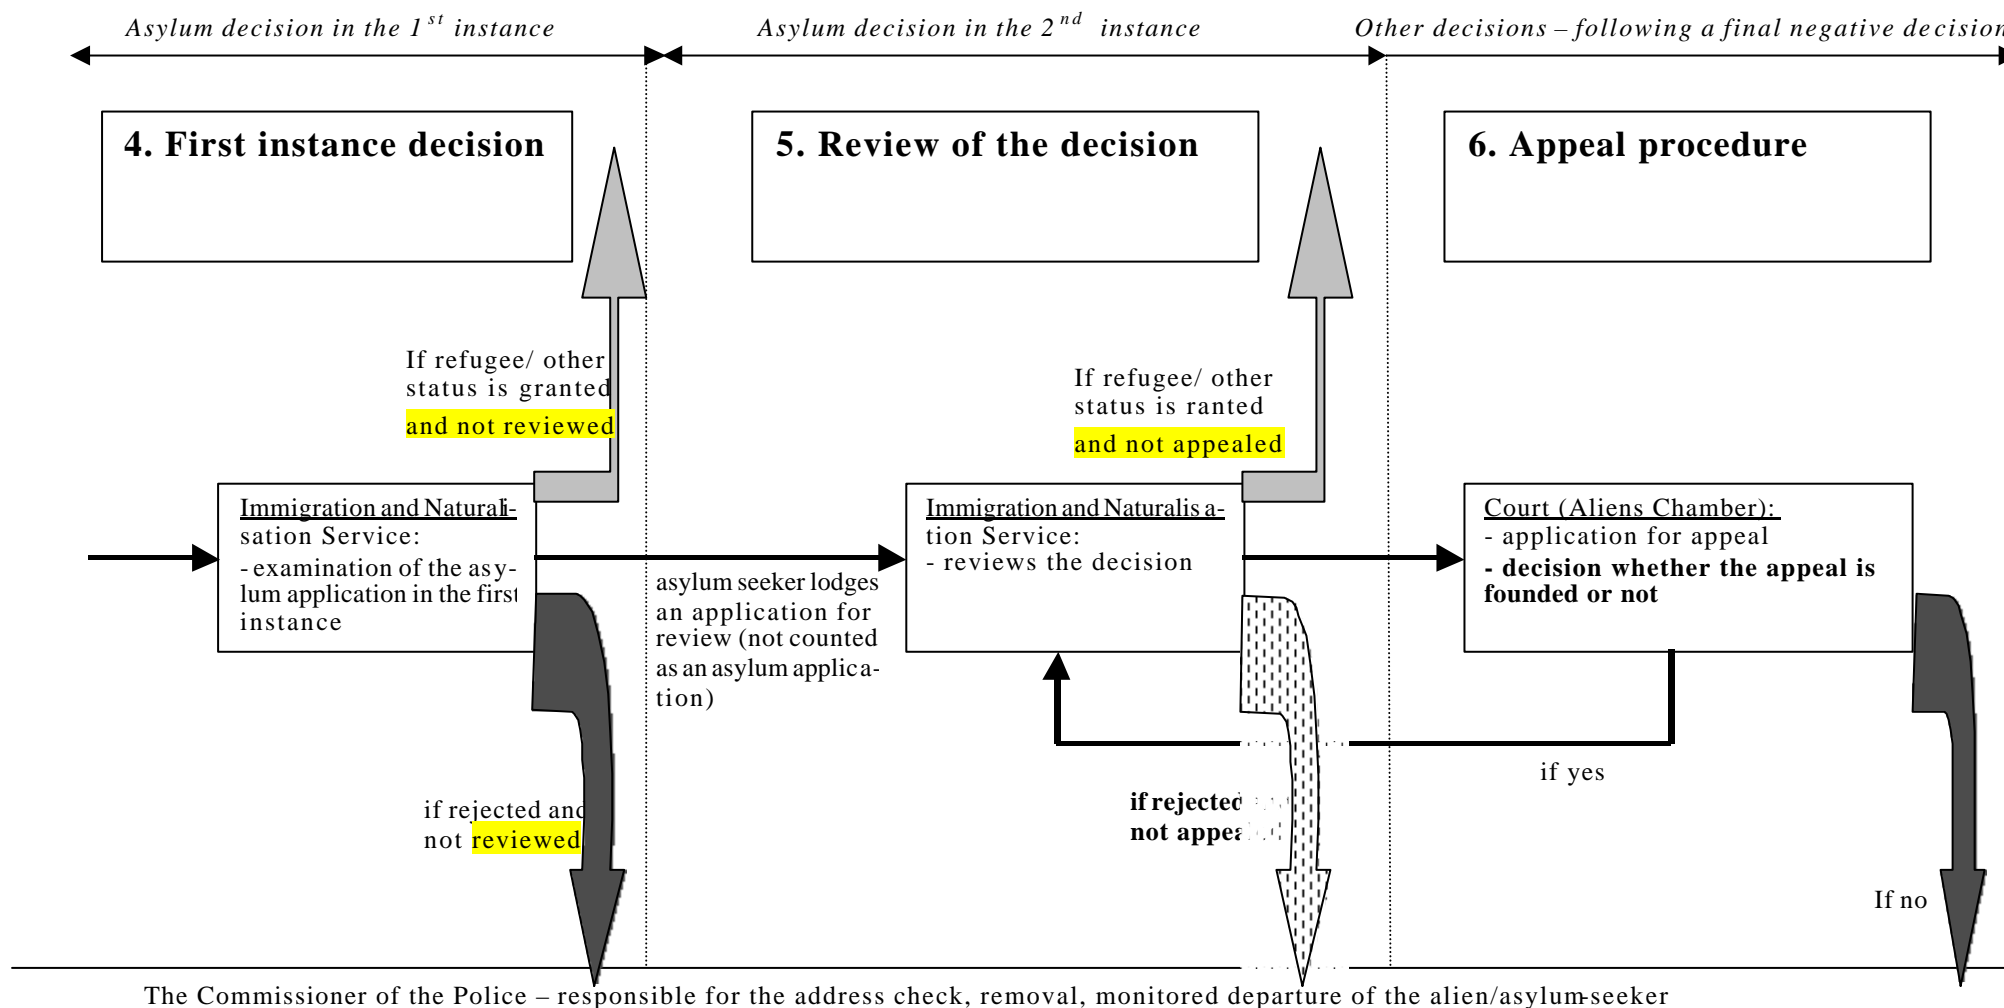 Asylum decision in the 1st instance
Asylum decision in the 2nd instance
Other decisions – following a final negative decision
4. First instance decision
5. Review of the decision
6. Appeal procedure
If refugee/ other
status is granted
and not reviewed
If refugee/ other
status is ranted
and not appealed
Immigration and Naturali-
sation Service:
- examination of the asy-
lum application in the first
instance
asylum seeker lodges
an application for
review (not counted
as an asylum applica-
tion)
Immigration and Naturalisa-
tion Service:
- reviews the decision
Court (Aliens Chamber):
- application for appeal
- decision whether the appeal is
founded or not
if yes
if rejected and
not reviewed
if rejected
not
If no
The Commissioner of the Police – responsible for the address check, removal, monitored departure of the alien/asylum-seeker